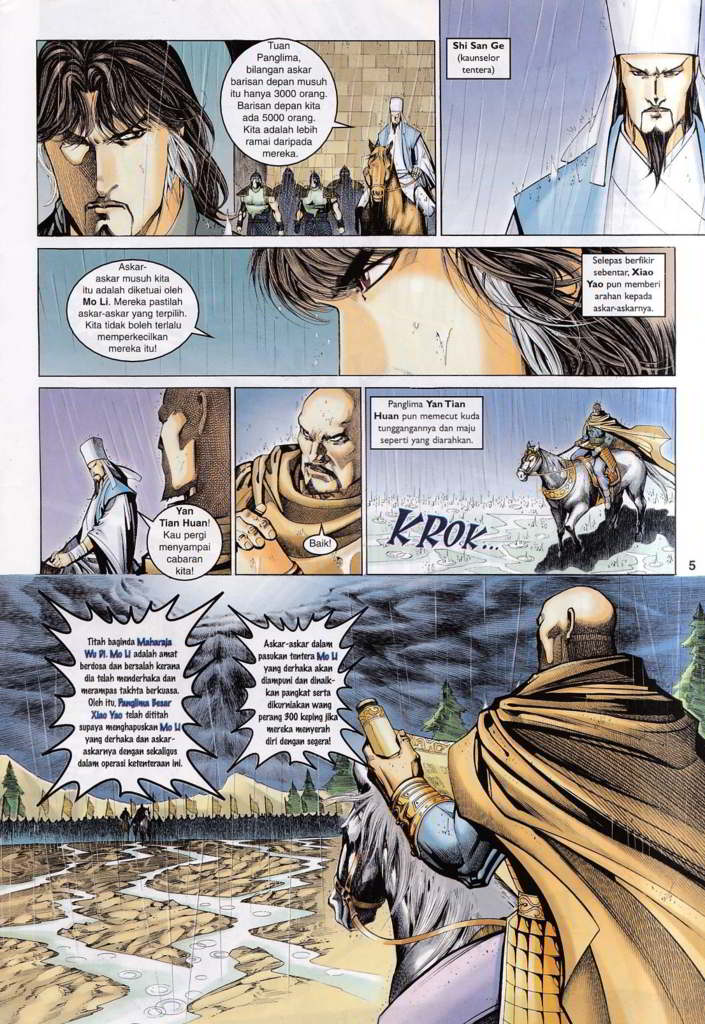 Tuan
Panglima,
bilangan askar
barisan depan musuh
itu hanya 3000 orang.
Barisan depan kita
ada 5000 orang.
Kita adalah lebih
ramai daripada
mereka.
Shi San Ge
(kaunselor
tentera)
Askar-
askar musuh kita
itu adalah diketuai oleh
Mo Li. Mereka pastilah
askar-askar yang terpilih.
Kita tidak boleh terlalu
memperkecilkan
mereka itu!
Selepas berfikir
sebentar, Xiao
Yao pun memberi
arahan kepada
askar-askarnya.
Yan
Tian Huan!
Kau pergi
menyampai
cabaran
kita!
Baik!
Panglima Yan Tian
Huan pun memecut kuda
tunggangannya dan maju
seperti yang diarahkan.
KROK...
5
Titah baginda Maharaja
Wu Di. Mo Li adalah amat
berdosa dan bersalah kerana
dia telah menderhaka dan
merampas takhta berkuasa.
Oleh itu, Panglima Besar
Xiao Yao telah dititah
supaya menghapuskan Mo Li
yang derhaka dan askar-
askarnya dengan sekaligus
dalam operasi ketenteraan ini.
Askar-askar dalam
pasukan tentera Mo Li
yang derhaka akan
diampuni dan dinaik-
kan pangkat serta
dikurniakan wang
perang 300 keping jika
mereka menyerah
diri dengan segera!